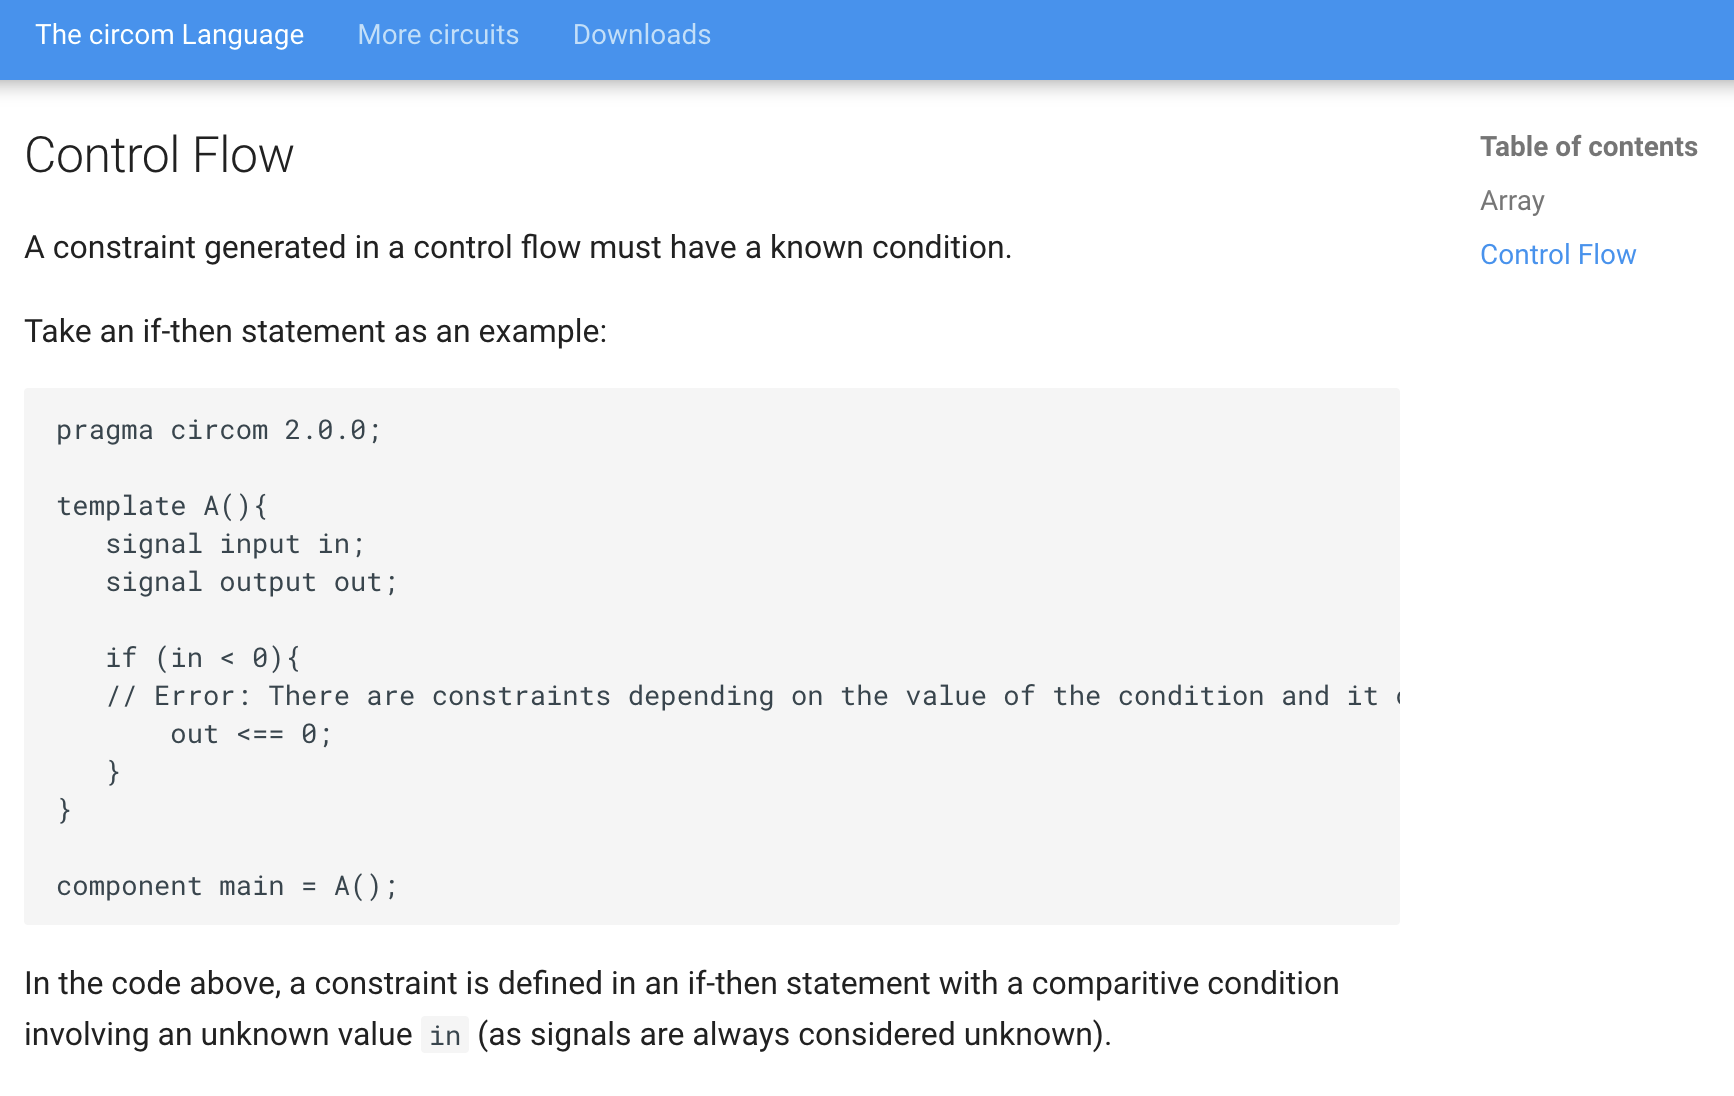 The circom Language More circuits Downloads
Control Flow
A constraint generated in a control flow must have a known condition.
Take an if-then statement as an example:
pragma circom 2.0.0;
template A(){
signal input in;
signal output out;
if (in < 0){
// Error: There are constraints depending on the value of the condition and it
out <== 0;
}
}
component main = A();
In the code above, a constraint is defined in an if-then statement with a comparitive condition
involving an unknown value in (as signals are always considered unknown).
Table of contents
Array
Control Flow